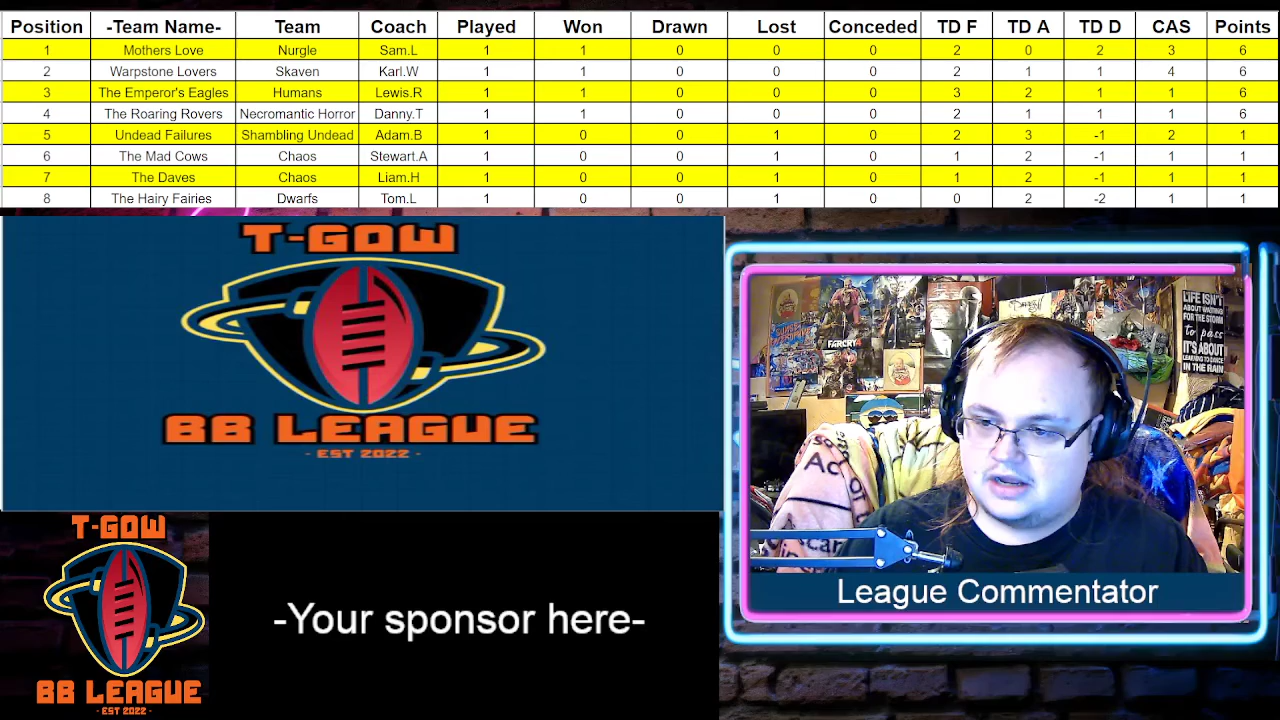 Position -Team Name- Team Coach Played Won Drawn Lost Conceded TD F TD A TD D CAS Points
1 Mothers Love Nurgle Sam.L 1 1 0 0 0 2 0 2 3 6
2 Warpstone Lovers Skaven Karl.W 1 1 0 0 0 2 1 1 4 6
3 The Emperor's Eagles Humans Lewis.R 1 1 0 0 0 3 2 1 1 6
4 The Roaring Rovers Necromantic Horror Danny.T 1 1 0 0 0 2 1 1 1 6
5 Undead Failures Shambling Undead Adam.B 1 0 0 1 0 2 3 -1 2 1
6 The Mad Cows Chaos Stewart.A 1 0 0 1 0 1 2 -1 1 1
7 The Daves Chaos Liam.H 1 0 0 1 0 1 2 -1 1 1
8 The Hairy Fairies Dwarfs Tom.L 1 0 0 1 0 0 2 -2 1 1
T-GOW
BB LEAGUE
- EST 2022 -
FARCRY4
LIFE ISN'T
ABOUT WAITING
FOR THE STORM
to pass
IT'S ABOUT
LEARNING TO DANCE
IN THE RAIN
League Commentator
T-GOW
BB LEAGUE
- EST 2022 -
-Your sponsor here-